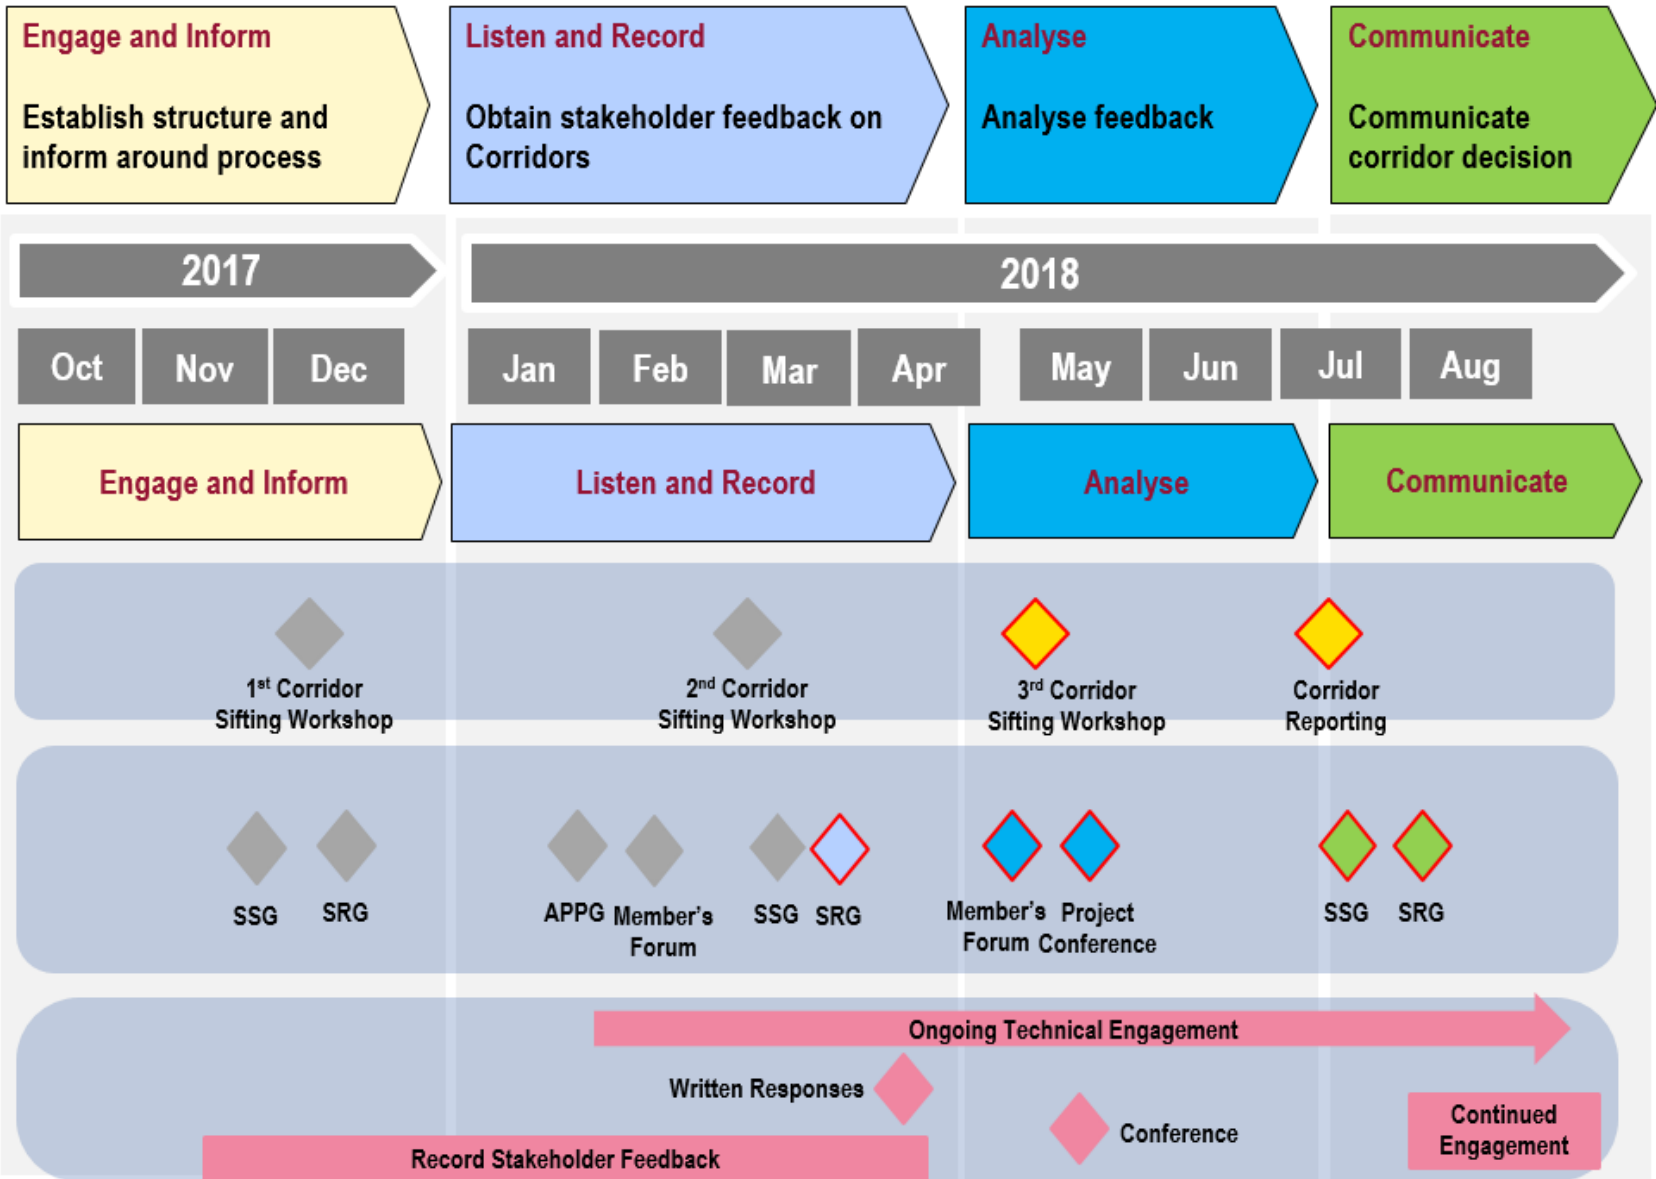 Engage and Inform
Establish structure and
inform around process
Listen and Record
Obtain stakeholder feedback on
Corridors
Analyse
Analyse feedback
Communicate
Communicate
corridor decision
2017
2018
Oct
Nov
Dec
Jan
Feb
Mar
Apr
May
Jun
Jul
Aug
Engage and Inform
Listen and Record
Analyse
Communicate
1st Corridor
Sifting Workshop
2nd Corridor
Sifting Workshop
3rd Corridor
Sifting Workshop
Corridor
Reporting
SSG
SRG
APPG
Member's
Forum
SSG
SRG
Member's
Forum
Project
Conference
SSG
SRG
Ongoing Technical Engagement
Written Responses
Conference
Continued
Engagement
Record Stakeholder Feedback